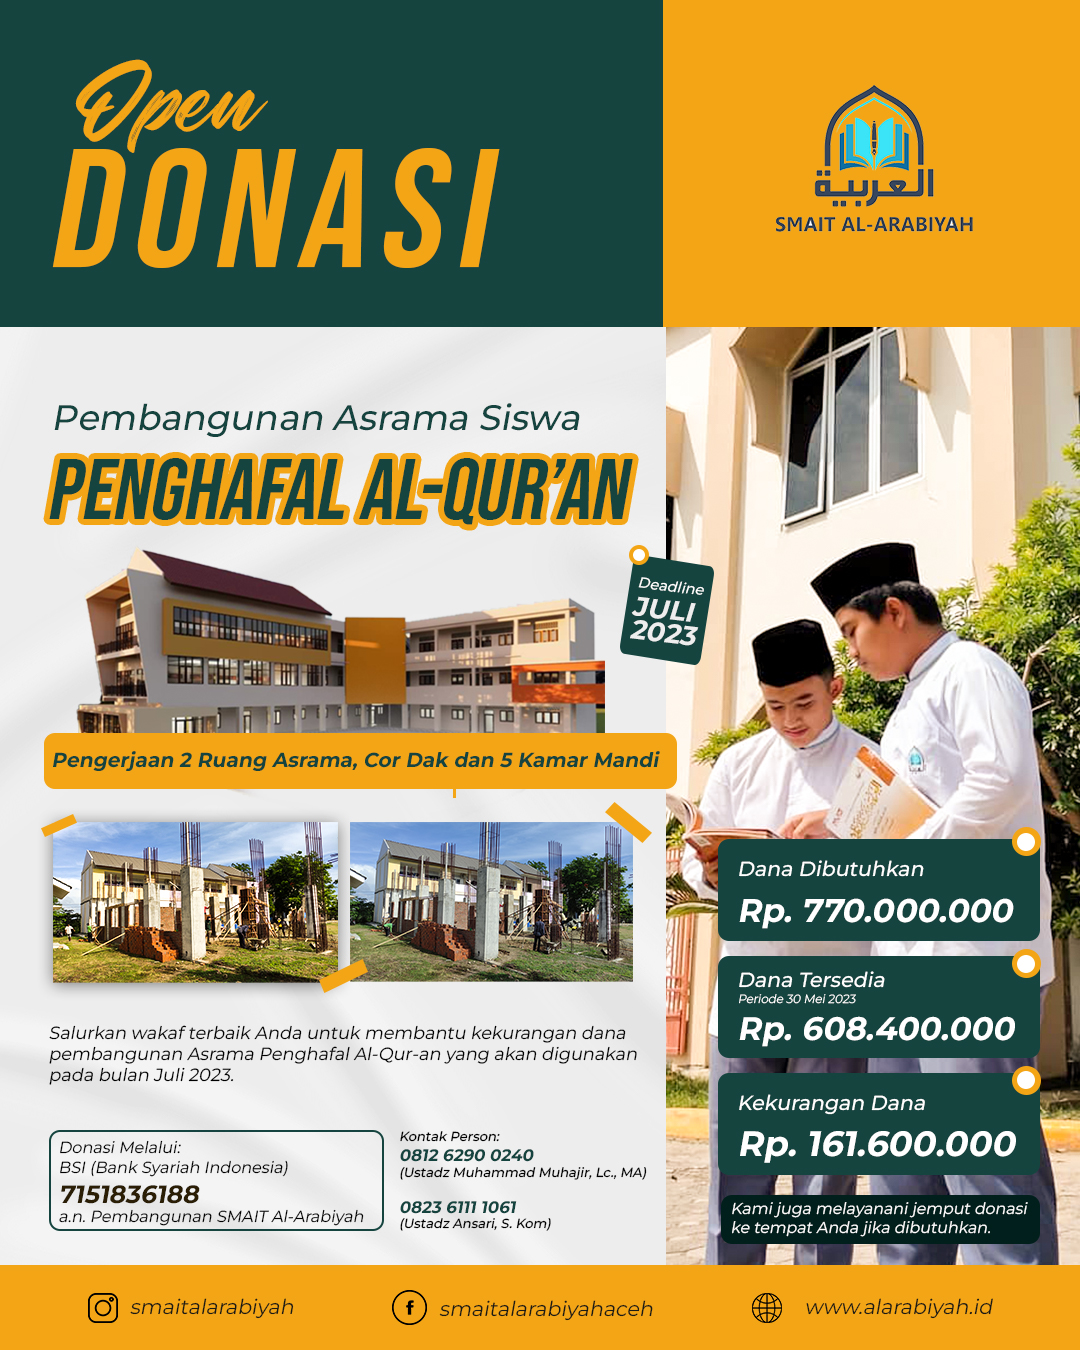 Open
DONASI
العربية
SMAIT AL-ARABIYAH
Pembangunan Asrama Siswa
PENGHAFAL AL-QUR'AN
Deadline
JULI
2023
Pengerjaan 2 Ruang Asrama, Cor Dak dan 5 Kamar Mandi
Salurkan wakaf terbaik Anda untuk membantu kekurangan dana
pembangunan Asrama Penghafal Al-Qur-an yang akan digunakan
pada bulan Juli 2023.
Donasi Melalui:
BSI (Bank Syariah Indonesia)
7151836188
a.n. Pembangunan SMAIT Al-Arabiyah
Kontak Person:
0812 6290 0240
(Ustadz Muhammad Muhajir, Lc., MA)
0823 6111 1061
(Ustadz Ansari, S. Kom)
Dana Dibutuhkan
Rp. 770.000.000
Dana Tersedia
Periode 30 Mei 2023
Rp. 608.400.000
Kekurangan Dana
Rp. 161.600.000
Kami juga melayanani jemput donasi
ke tempat Anda jika dibutuhkan.
smaitalarabiyah
smaitalarabiyahaceh
www.alarabiyah.id